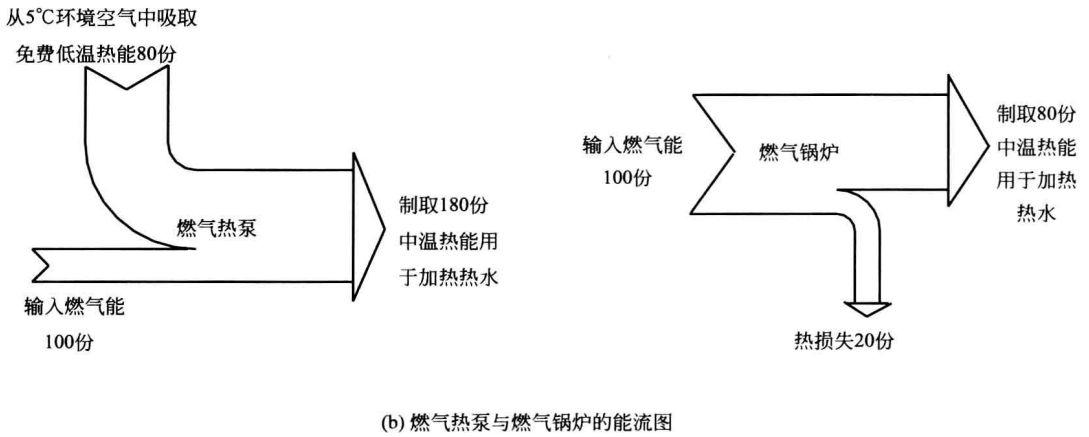 从5℃环境空气中吸取
免费低温热能80份
燃气热泵
制取180份
中温热能用
于加热热水
输入燃气能
100份
输入燃气能
100份
燃气锅炉
制取80份
中温热能
用于加热
热水
热损失20份
(b) 燃气热泵与燃气锅炉的能流图